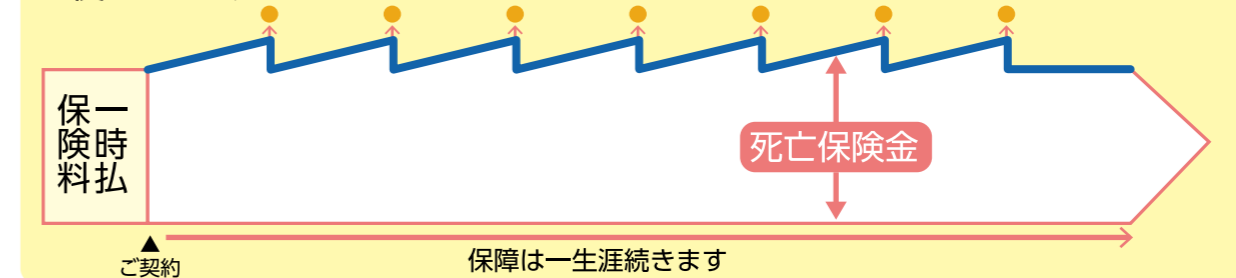 一時払
保険料
死亡保険金
▲
ご契約
保障は一生涯続きます